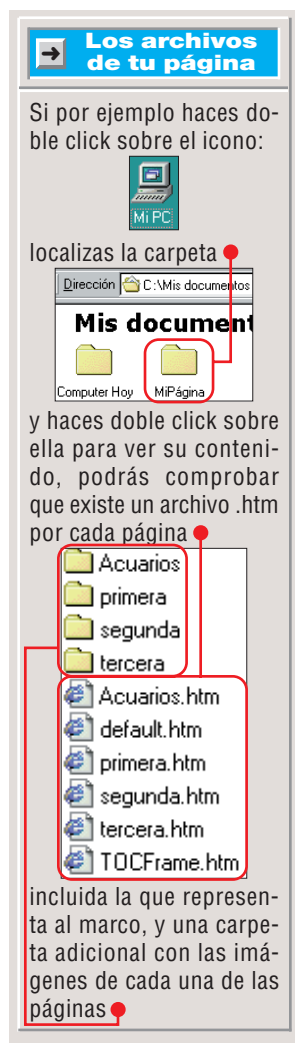 Los archivos
de tu página
Si por ejemplo haces do-
ble click sobre el icono:
Mi PC
localizas la carpeta
Dirección C:\Mis documentos
Mis document
Computer Hoy MiPágina
y haces doble click sobre
ella para ver su conteni-
do, podrás comprobar
que existe un archivo .htm
por cada página
Acuarios
primera
segunda
tercera
Acuarios.htm
default.htm
primera.htm
segunda.htm
tercera.htm
TOCFrame.htm
incluida la que represen-
ta al marco, y una carpe-
ta adicional con las imá-
genes de cada una de las
páginas